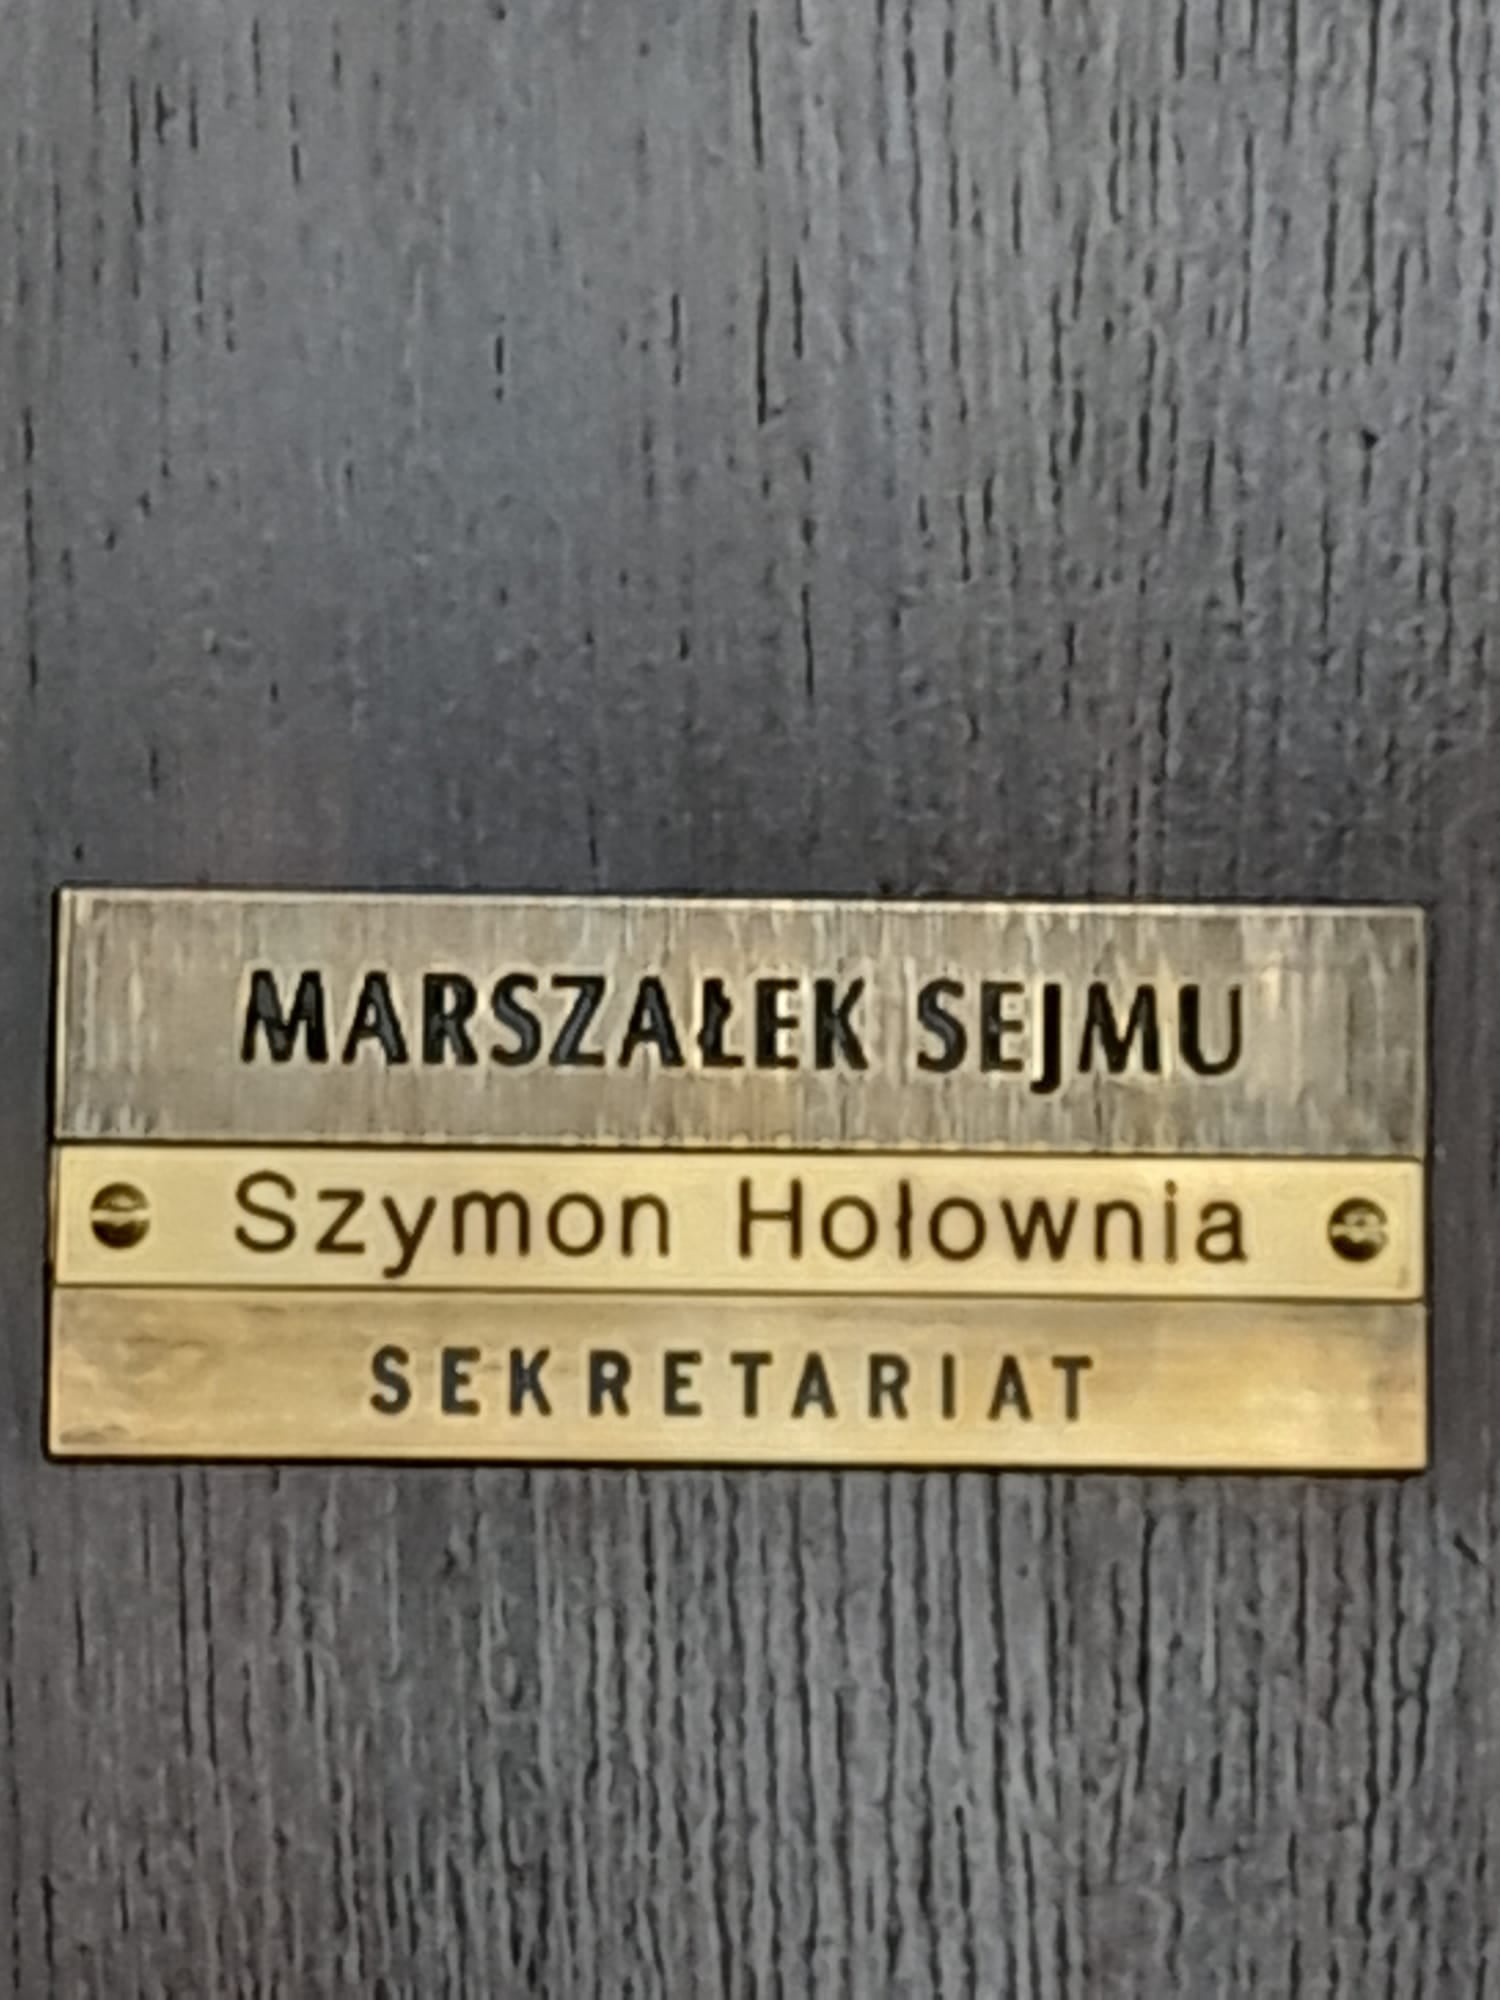 MARSZAŁEK SEJMU
Szymon Hołownia
SEKRETARIAT